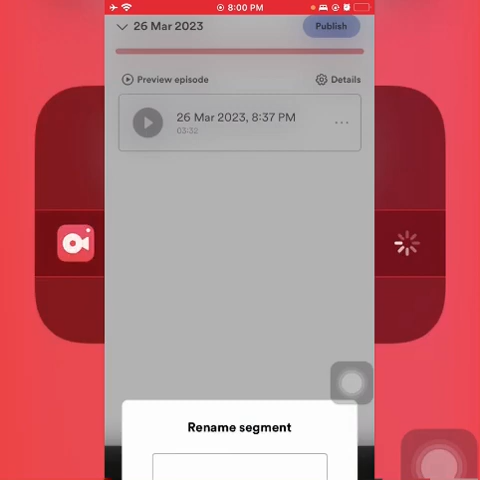 8:00 PM
26 Mar 2023
Publish
Preview episode
Details
26 Mar 2023, 8:37 PM
03:32
Rename segment